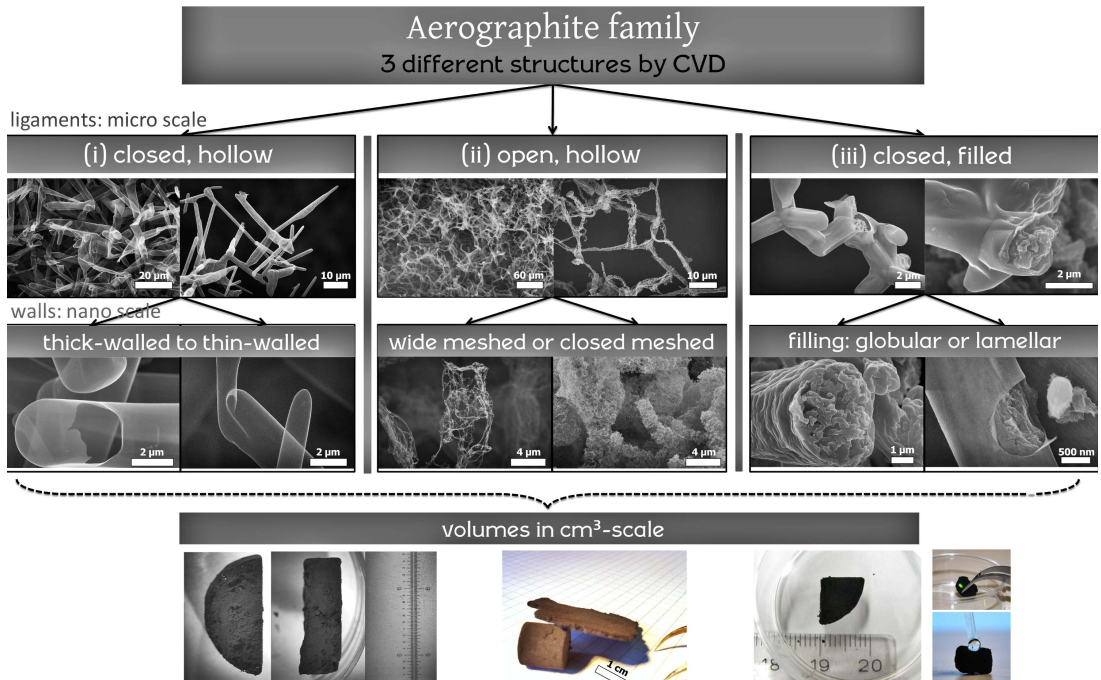 Aerographite family
3 different structures by CVD
ligaments: micro scale
(i) closed, hollow
(ii) open, hollow
(iii) closed, filled
20 µm
10 µm
60 µm
10 µm
2 µm
2 µm
walls: nano scale
thick-walled to thin-walled
wide meshed or closed meshed
filling: globular or lamellar
2 µm
2 µm
4 µm
4 µm
1 µm
500 nm
volumes in cm³-scale
1 cm
18 19 20